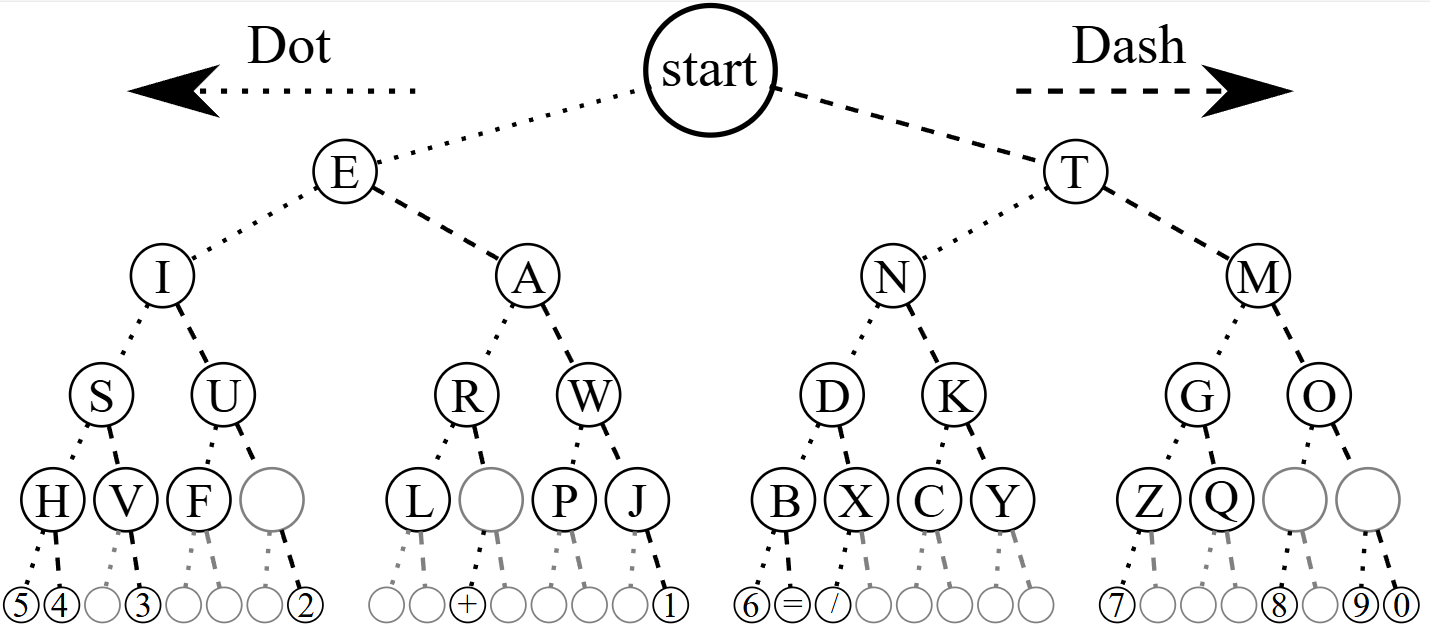 Dot start Dash
E T
I A N M
S U R W D K G O
H V F L P J B X C Y Z Q
5 4 3 2 + 1 6 = / 7 8 9 0